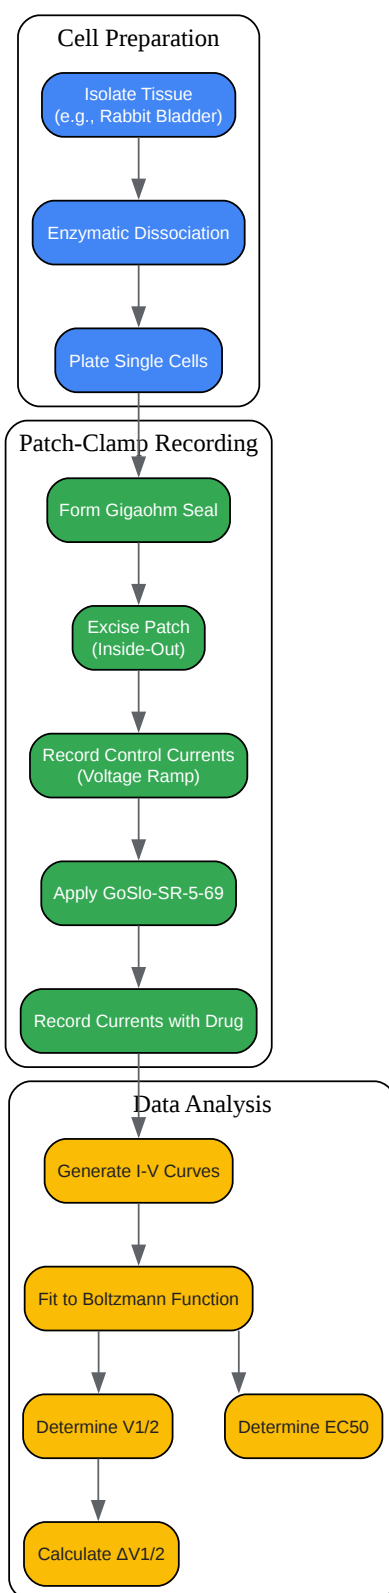 Cell Preparation
Isolate Tissue
(e.g., Rabbit Bladder)
Enzymatic Dissociation
Plate Single Cells
Patch-Clamp Recording
Form Gigaohm Seal
Excise Patch
(Inside-Out)
Record Control Currents
(Voltage Ramp)
Apply GoSlo-SR-5-69
Record Currents with Drug
Data Analysis
Generate I-V Curves
Fit to Boltzmann Function
Determine V1/2
Determine EC50
Calculate ΔV1/2